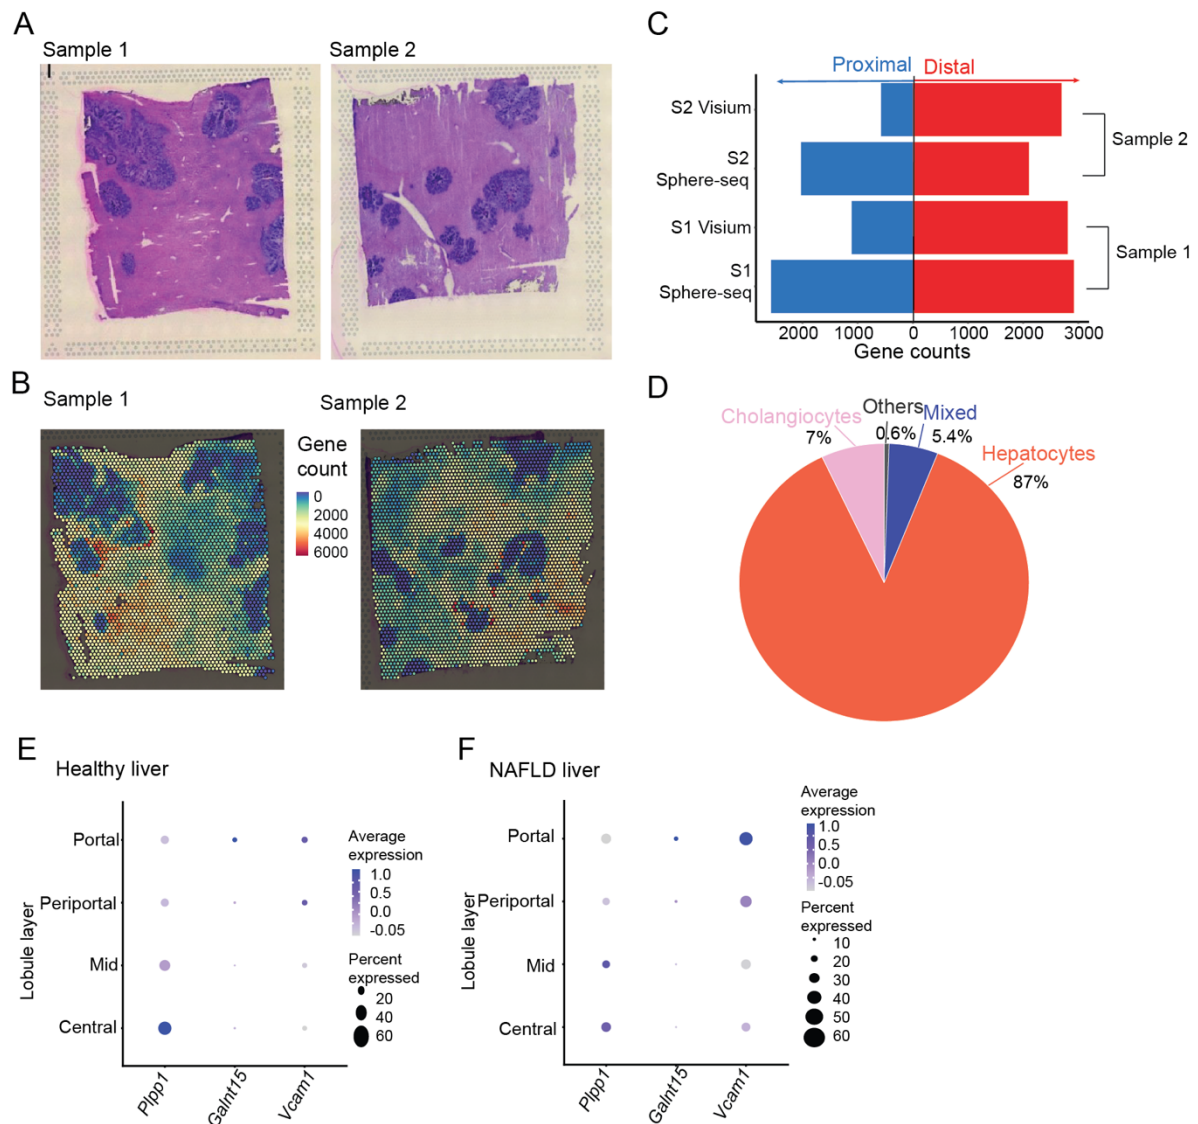 A
Sample 1
Sample 2
B
Sample 1
Sample 2
Gene
count
0
2000
4000
6000
C
Proximal
Distal
S2 Visium
S2
Sphere-seq
S1 Visium
S1
Sphere-seq
Sample 2
Sample 1
2000 1000 0 1000 2000 3000
Gene counts
D
Cholangiocytes
7%
Others
0.6%
Mixed
5.4%
Hepatocytes
87%
E
Healthy liver
Lobule layer
Portal
Periportal
Mid
Central
Plpp1
Galnt15
Vcam1
Average
expression
1.0
0.5
0.0
-0.05
Percent
expressed
20
40
60
F
NAFLD liver
Lobule layer
Portal
Periportal
Mid
Central
Plpp1
Galnt15
Vcam1
Average
expression
1.0
0.5
0.0
-0.05
Percent
expressed
10
20
30
40
50
60